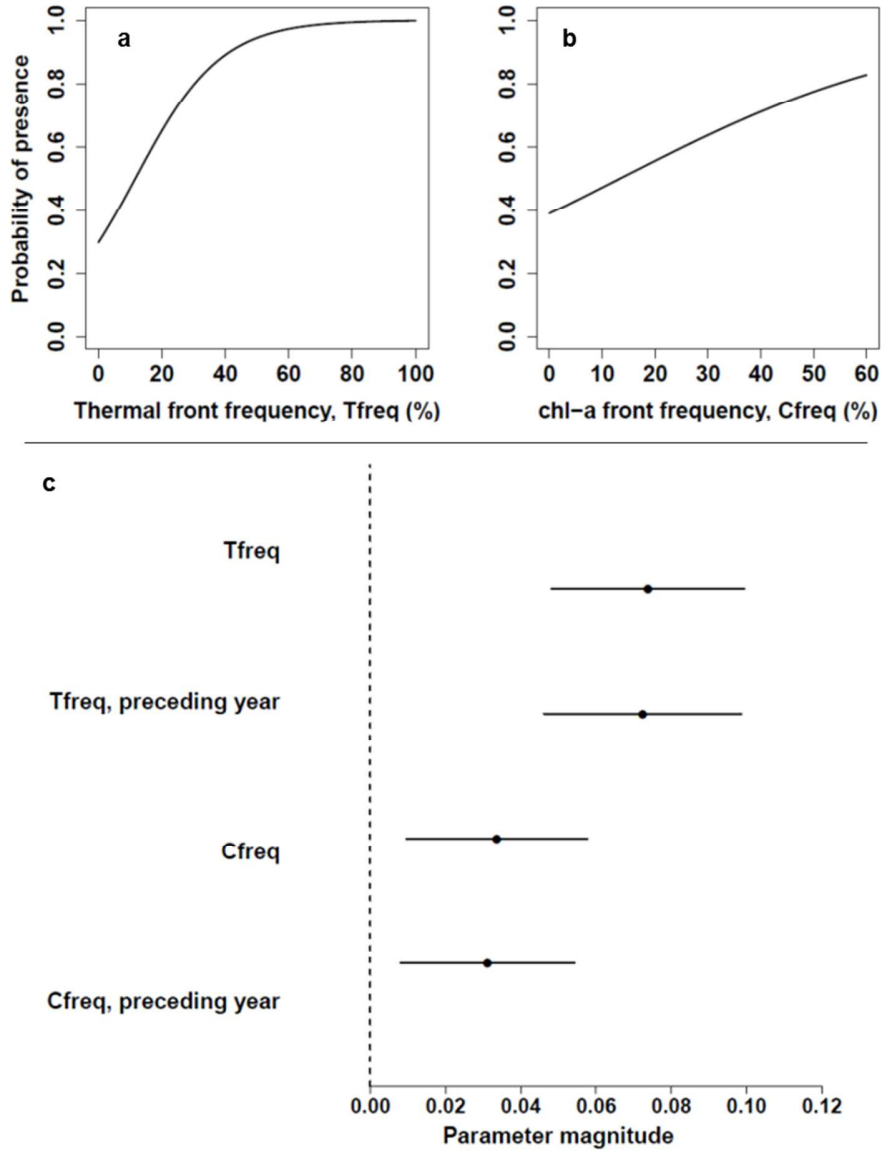 a
Probability of presence
0.0 0.2 0.4 0.6 0.8 1.0
0 20 40 60 80 100
Thermal front frequency, Tfreq (%)
b
0.0 0.2 0.4 0.6 0.8 1.0
0 10 20 30 40 50 60
chl-a front frequency, Cfreq (%)
c
Tfreq
Tfreq, preceding year
Cfreq
Cfreq, preceding year
0.00 0.02 0.04 0.06 0.08 0.10 0.12
Parameter magnitude